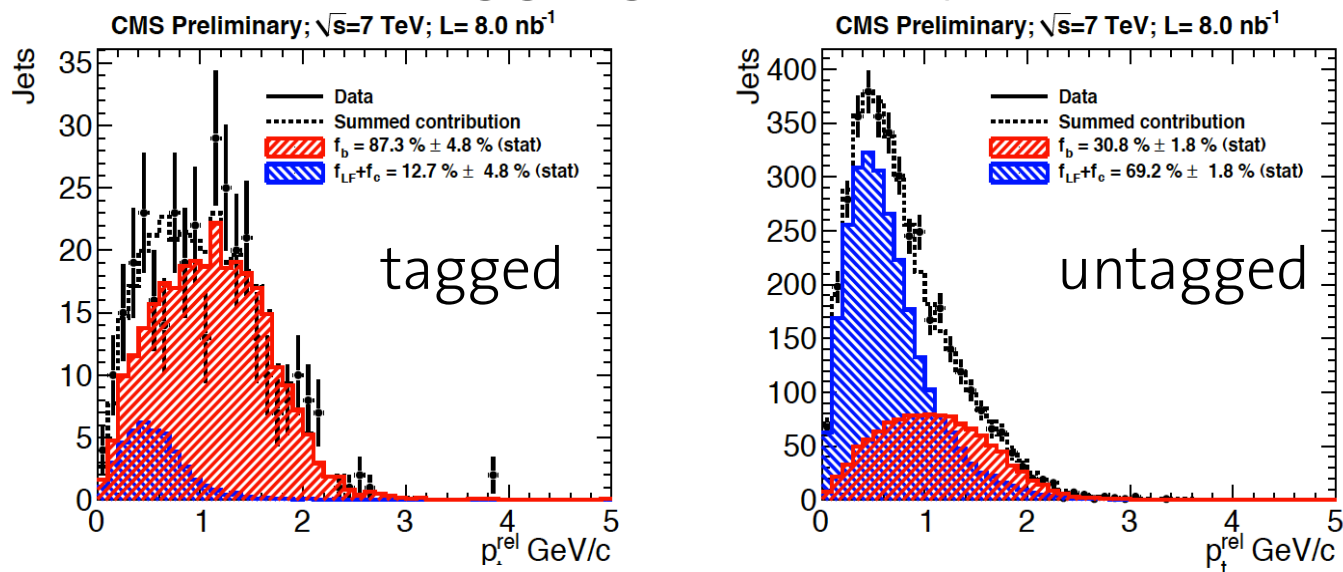 CMS Preliminary; √s=7 TeV; L= 8.0 nb⁻¹
Jets
35
30
25
20
15
10
5
0
Data
Summed contribution
f_b = 87.3 % ± 4.8 % (stat)
f_LF+f_c = 12.7 % ± 4.8 % (stat)
tagged
0 1 2 3 4 5
p_t^rel GeV/c
CMS Preliminary; √s=7 TeV; L= 8.0 nb⁻¹
Jets
400
350
300
250
200
150
100
50
0
Data
Summed contribution
f_b = 30.8 % ± 1.8 % (stat)
f_LF+f_c = 69.2 % ± 1.8 % (stat)
untagged
0 1 2 3 4 5
p_t^rel GeV/c